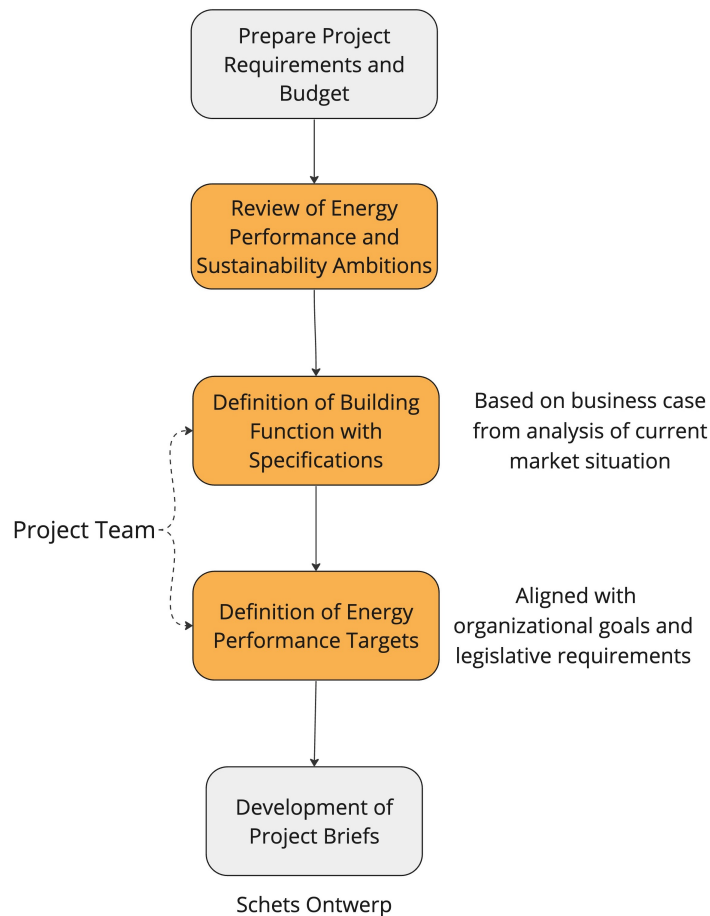 Prepare Project
Requirements and
Budget
Review of Energy
Performance and
Sustainability Ambitions
Definition of Building
Function with
Specifications
Based on business case
from analysis of current
market situation
Project Team
Definition of Energy
Performance Targets
Aligned with
organizational goals and
legislative requirements
Development of
Project Briefs
Schets Ontwerp